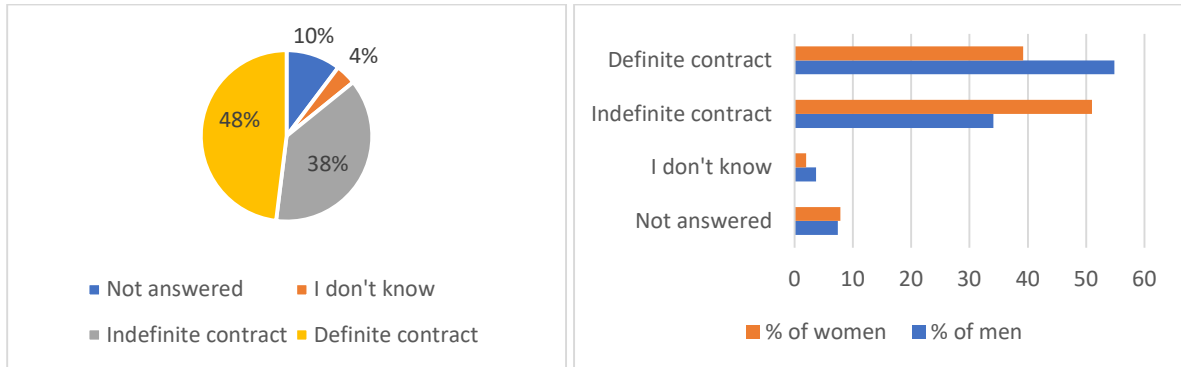 10%
4%
48%
38%
Not answered
I don't know
Indefinite contract
Definite contract
Definite contract
Indefinite contract
I don't know
Not answered
0 10 20 30 40 50 60
% of women
% of men